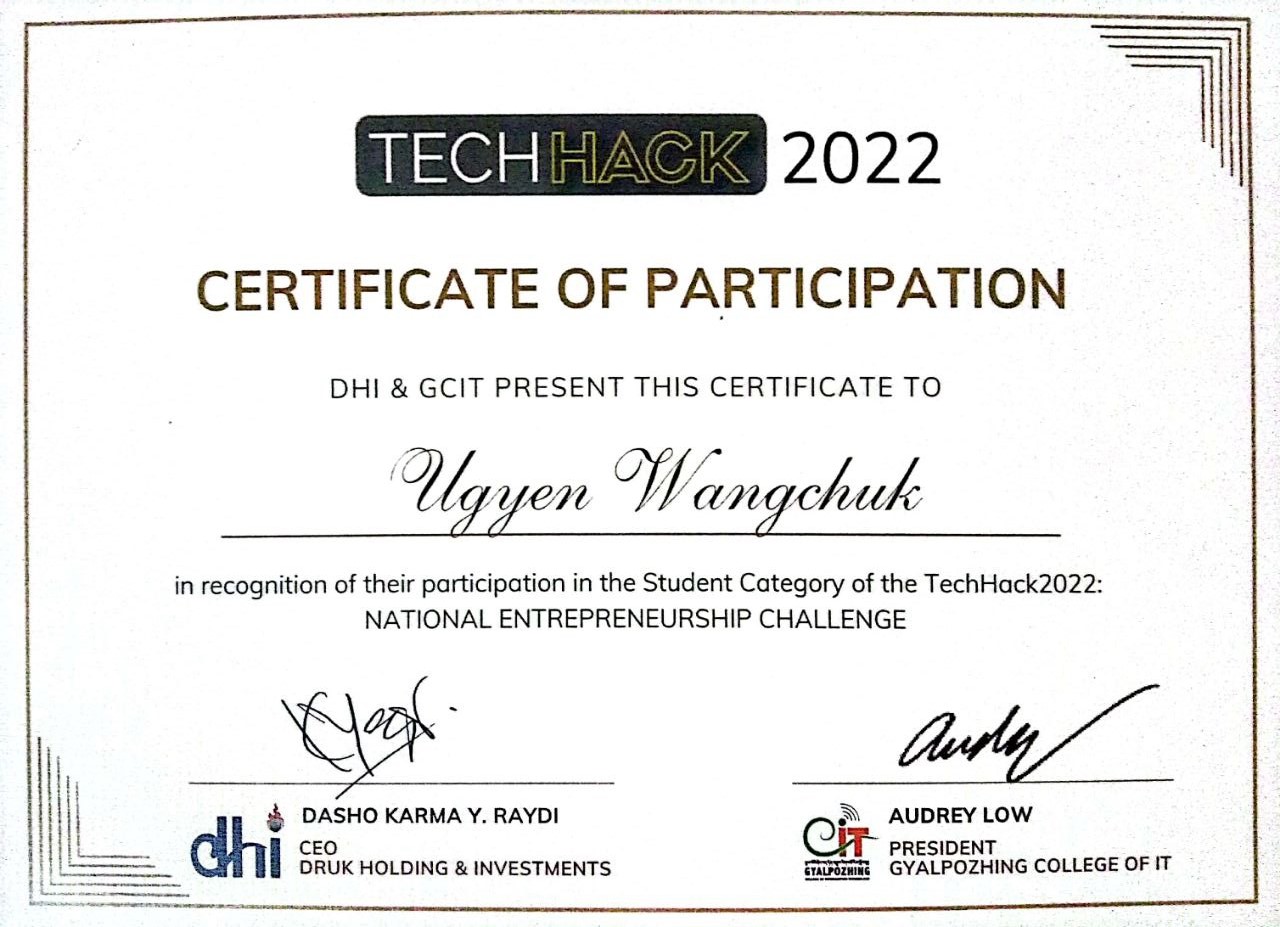 TECHHACK 2022
CERTIFICATE OF PARTICIPATION
DHI & GCIT PRESENT THIS CERTIFICATE TO
Ugyen Wangchuk
in recognition of their participation in the Student Category of the TechHack2022:
NATIONAL ENTREPRENEURSHIP CHALLENGE
Audrey
dhi
DASHO KARMA Y. RAYDI
CEO
DRUK HOLDING & INVESTMENTS
GCiT
GYALPOZHING
AUDREY LOW
PRESIDENT
GYALPOZHING COLLEGE OF IT